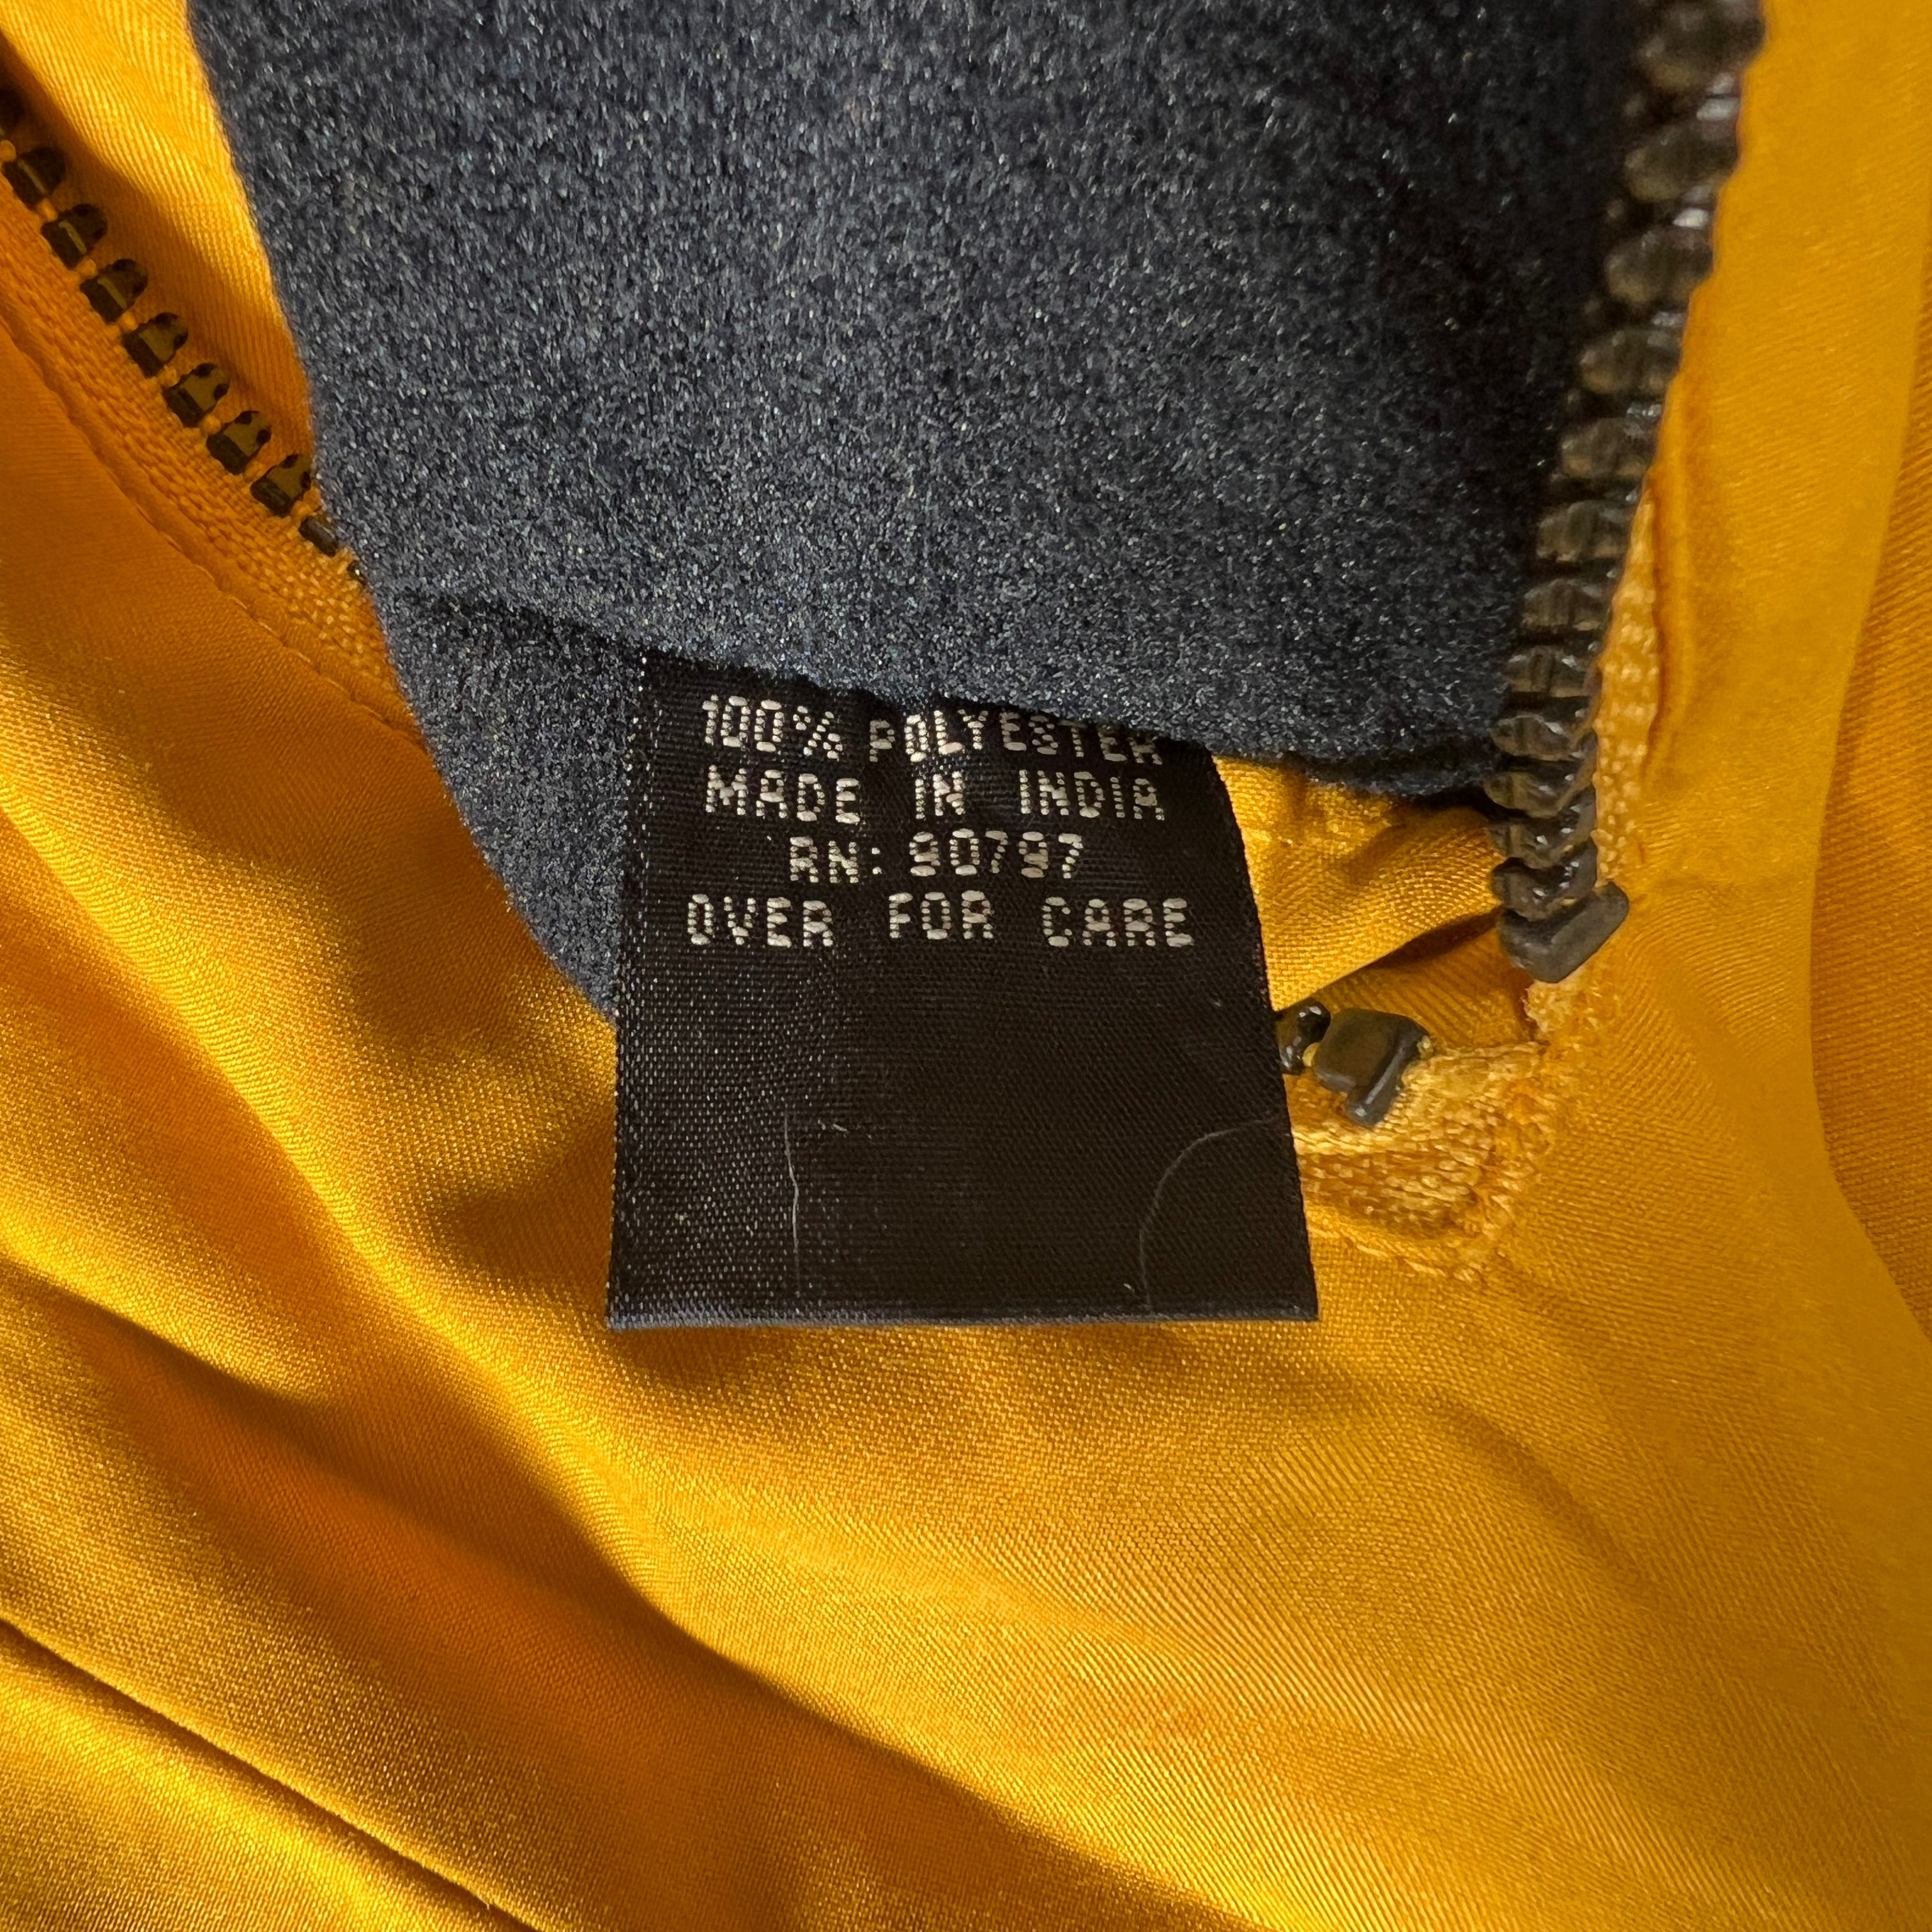 100% POLYESTER
MADE IN INDIA
RN: 90797
OVER FOR CARE